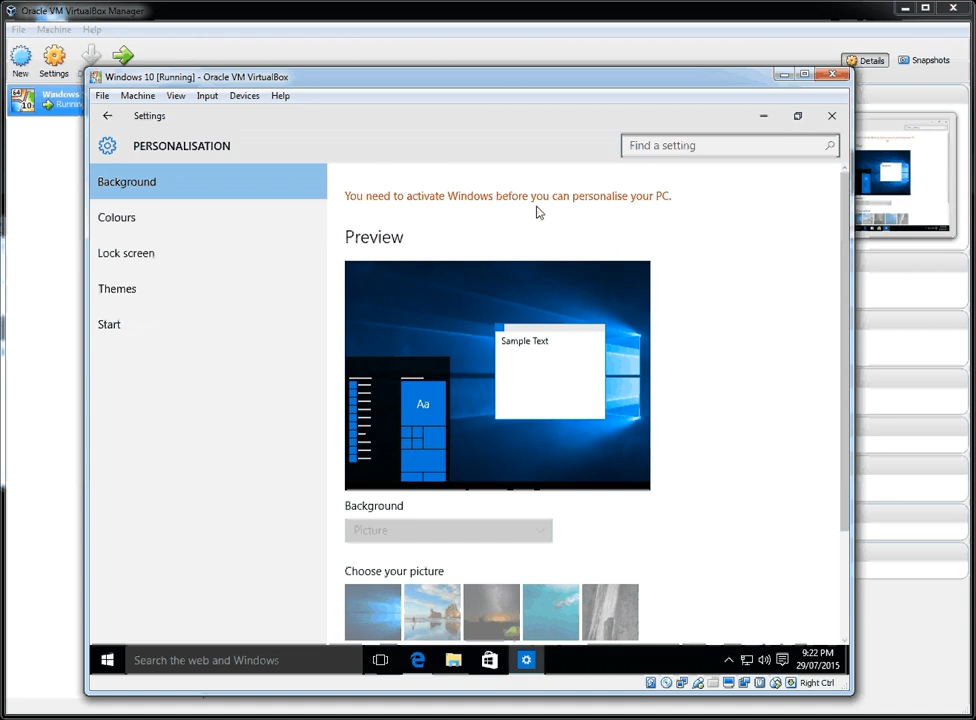 Oracle VM VirtualBox Manager
File Machine Help
New Settings
Details Snapshots
Windows
Runnin
Windows 10 [Running] - Oracle VM VirtualBox
File Machine View Input Devices Help
Settings
PERSONALISATION
Find a setting
Background
Colours
Lock screen
Themes
Start
You need to activate Windows before you can personalise your PC.
Preview
Sample Text
Aa
Background
Picture
Choose your picture
Search the web and Windows
9:22 PM
29/07/2015
Right Ctrl